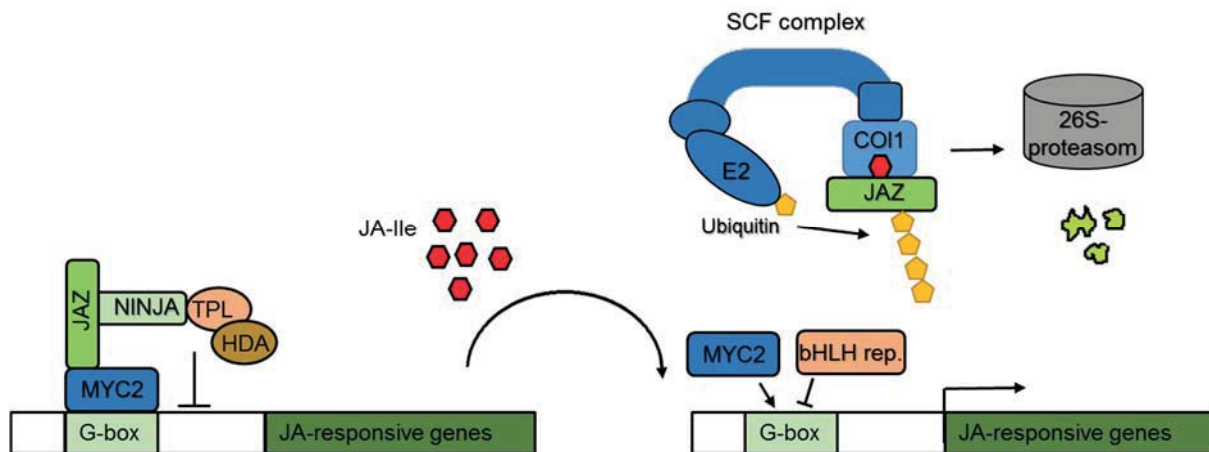 SCF complex
COI1
26S-
proteasom
E2
JAZ
Ubiquitin
JA-Ile
JAZ
NINJA
TPL
HDA
MYC2
MYC2
bHLH rep.
G-box
JA-responsive genes
G-box
JA-responsive genes